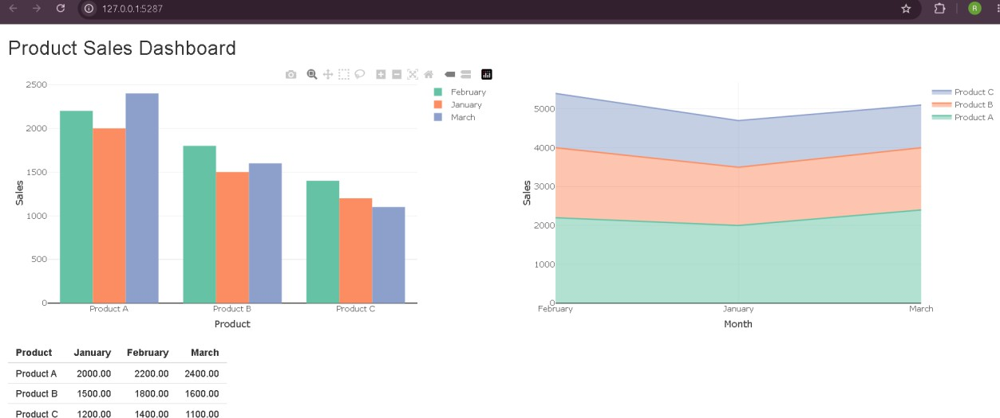 127.0.0.1:5287
R
Product Sales Dashboard
2500
2000
1500
1000
500
0
Sales
Product A Product B Product C
Product
February
January
March
5000
4000
3000
2000
1000
0
Sales
February January March
Month
Product C
Product B
Product A
Product January February March
Product A 2000.00 2200.00 2400.00
Product B 1500.00 1800.00 1600.00
Product C 1200.00 1400.00 1100.00